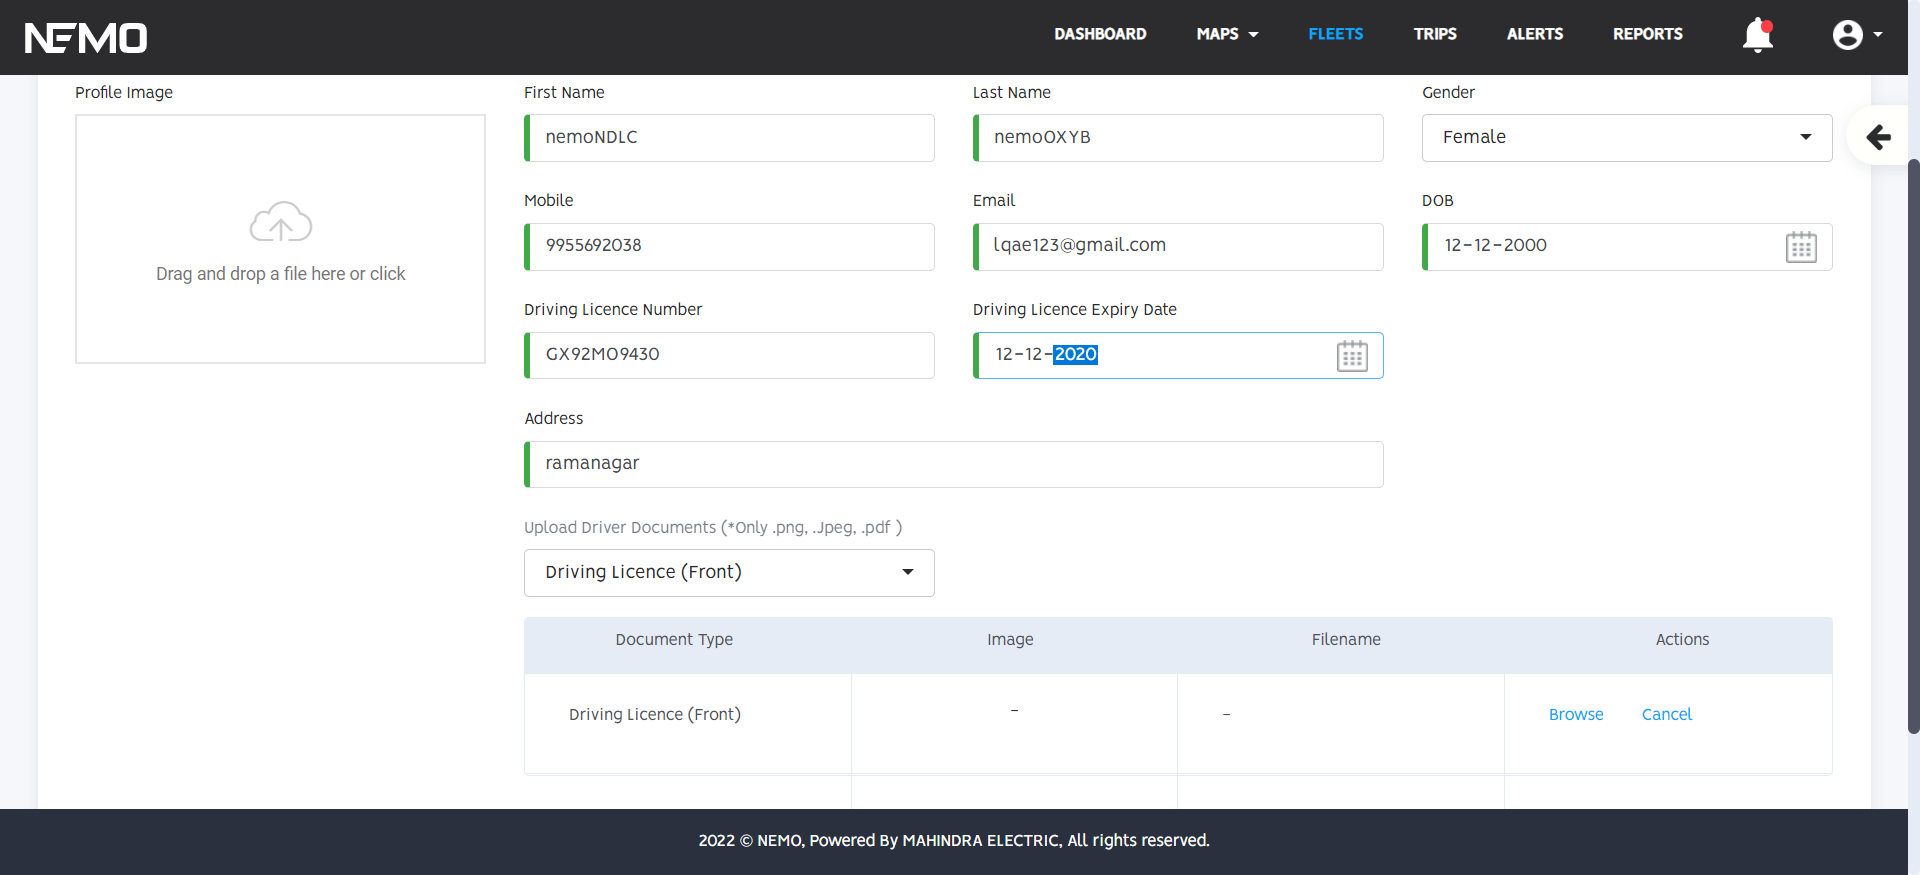 NEMO
DASHBOARD MAPS FLEETS TRIPS ALERTS REPORTS
Profile Image
Drag and drop a file here or click
First Name
nemoNDLC
Last Name
nemoOXYB
Gender
Female
Mobile
9955692038
Email
lqae123@gmail.com
DOB
12-12-2000
Driving Licence Number
GX92MO9430
Driving Licence Expiry Date
12-12-2020
Address
ramanagar
Upload Driver Documents (*Only .png, .Jpeg, .pdf )
Driving Licence (Front)
Document Type Image Filename Actions
Driving Licence (Front) - - Browse Cancel
2022 © NEMO, Powered By MAHINDRA ELECTRIC, All rights reserved.